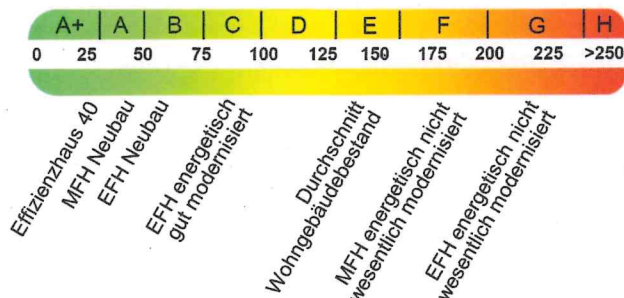 A+ A B C D E F G H
0 25 50 75 100 125 150 175 200 225 >250
Effizienzhaus 40
MFH Neubau
EFH Neubau
EFH energetisch
gut modernisiert
Durchschnitt
Wohngebäudebestand
MFH energetisch nicht
wesentlich modernisiert
EFH energetisch nicht
wesentlich modernisiert